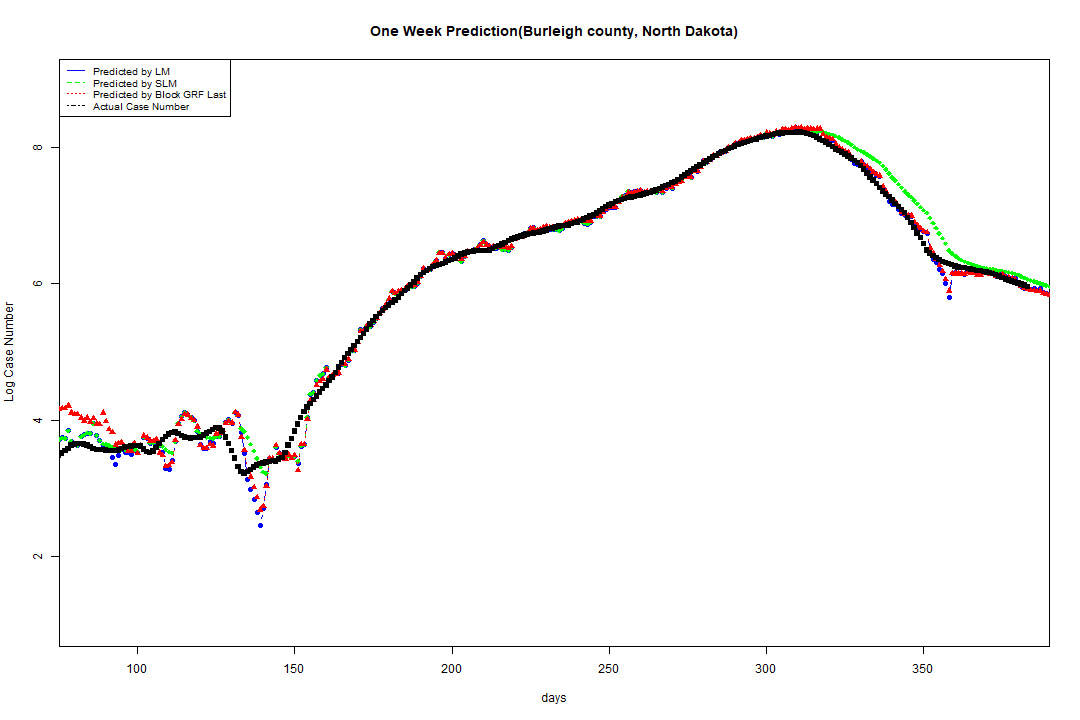 One Week Prediction(Burleigh county, North Dakota)
Predicted by LM
Predicted by SLM
Predicted by Block GRF Last
Actual Case Number
8
6
4
2
Log Case Number
100 150 200 250 300 350
days